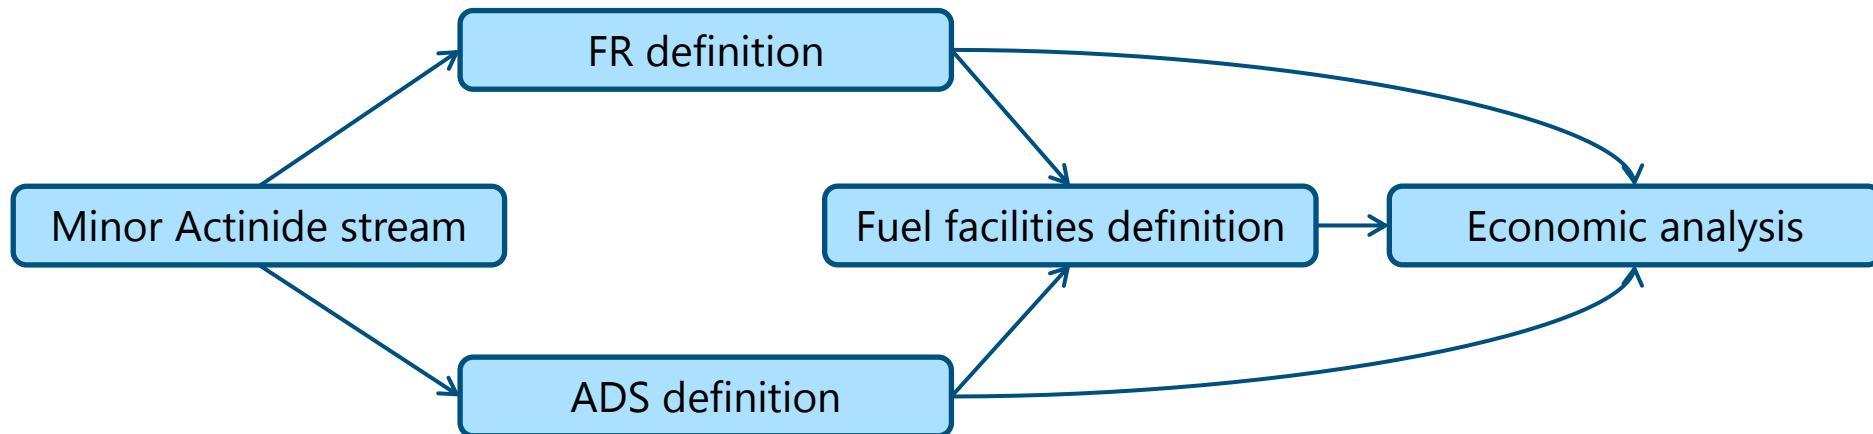 FR definition
Minor Actinide stream
Fuel facilities definition
Economic analysis
ADS definition